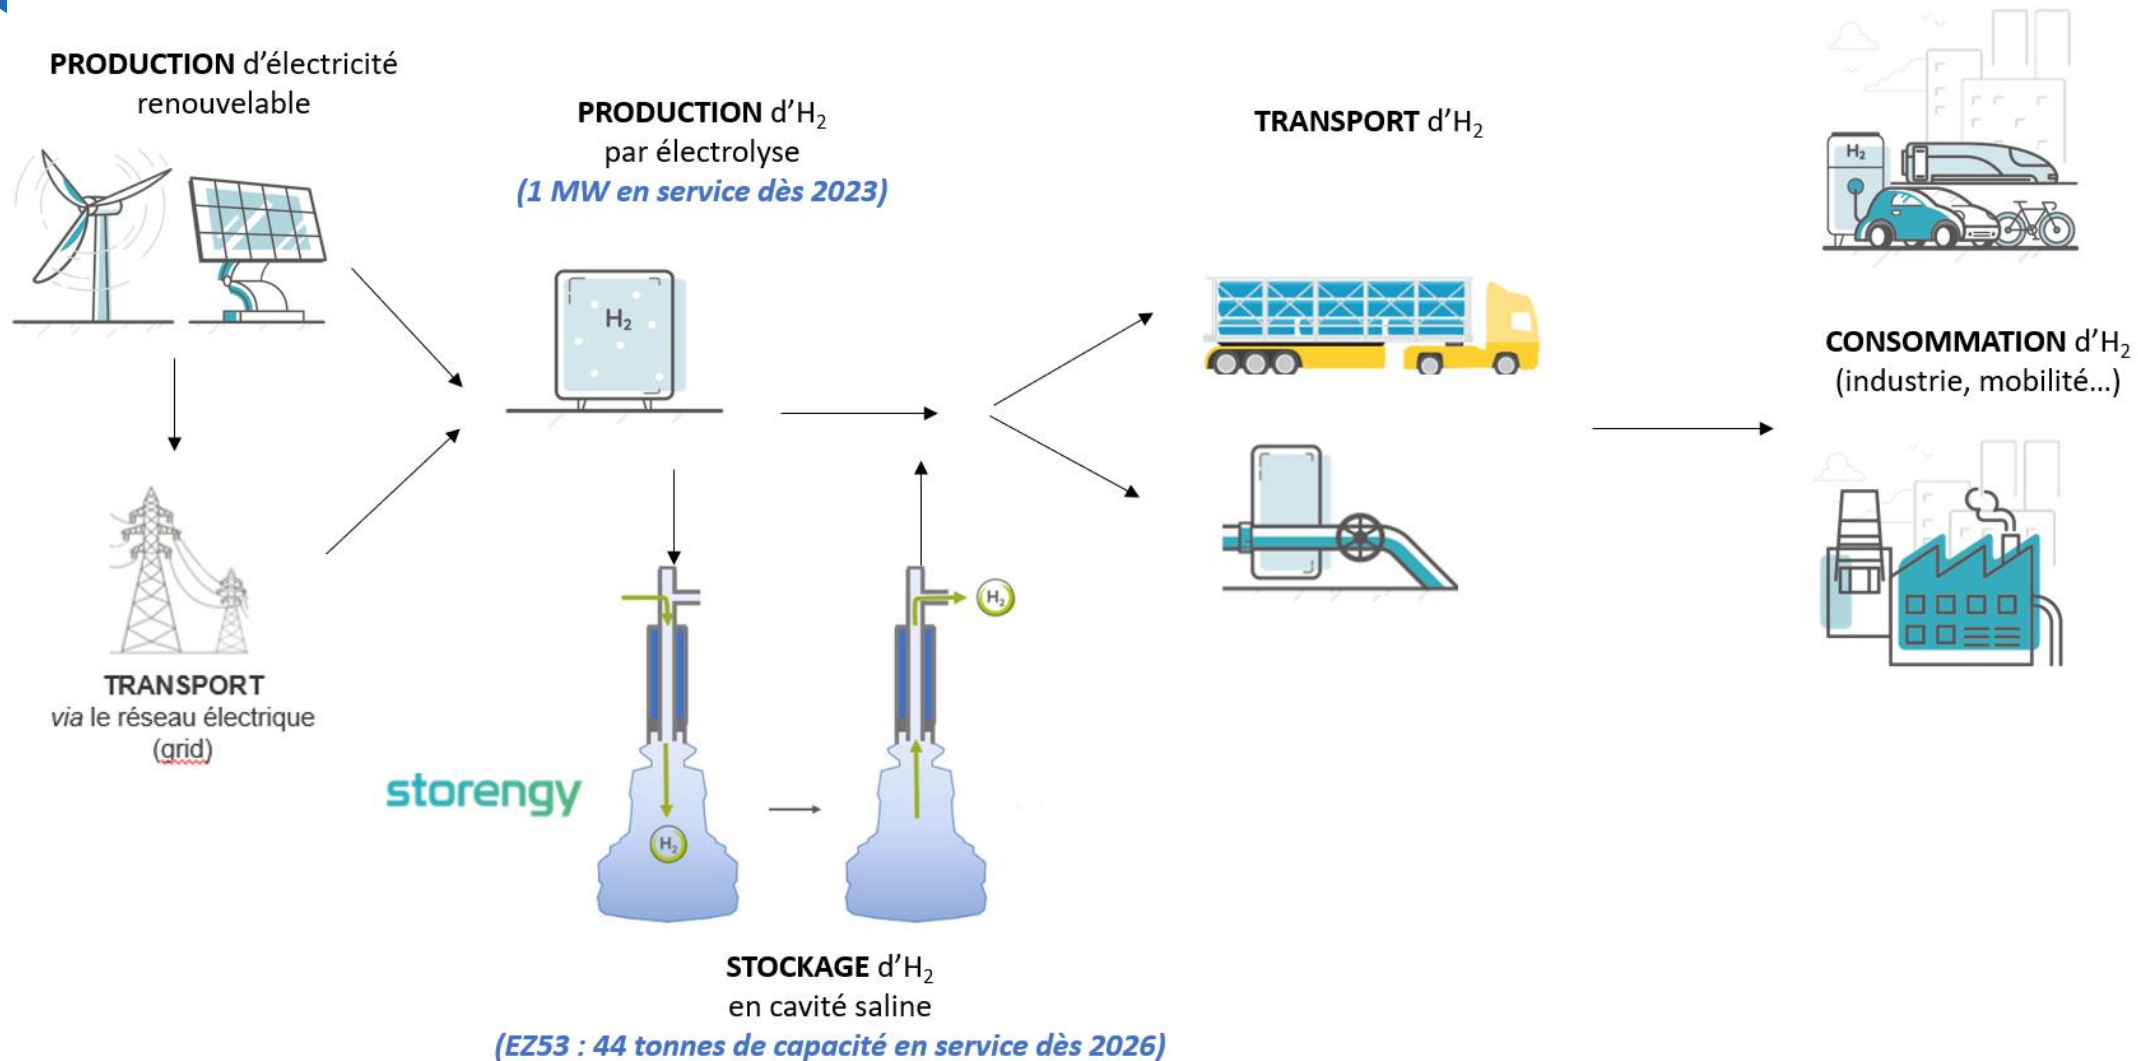 PRODUCTION d'électricité
renouvelable
PRODUCTION d'H₂
par électrolyse
(1 MW en service dès 2023)
TRANSPORT d'H₂
H₂
H₂
CONSOMMATION d'H₂
(industrie, mobilité...)
TRANSPORT
via le réseau électrique
(grid)
H₂
storengy
H₂
STOCKAGE d'H₂
en cavité saline
(EZ53 : 44 tonnes de capacité en service dès 2026)